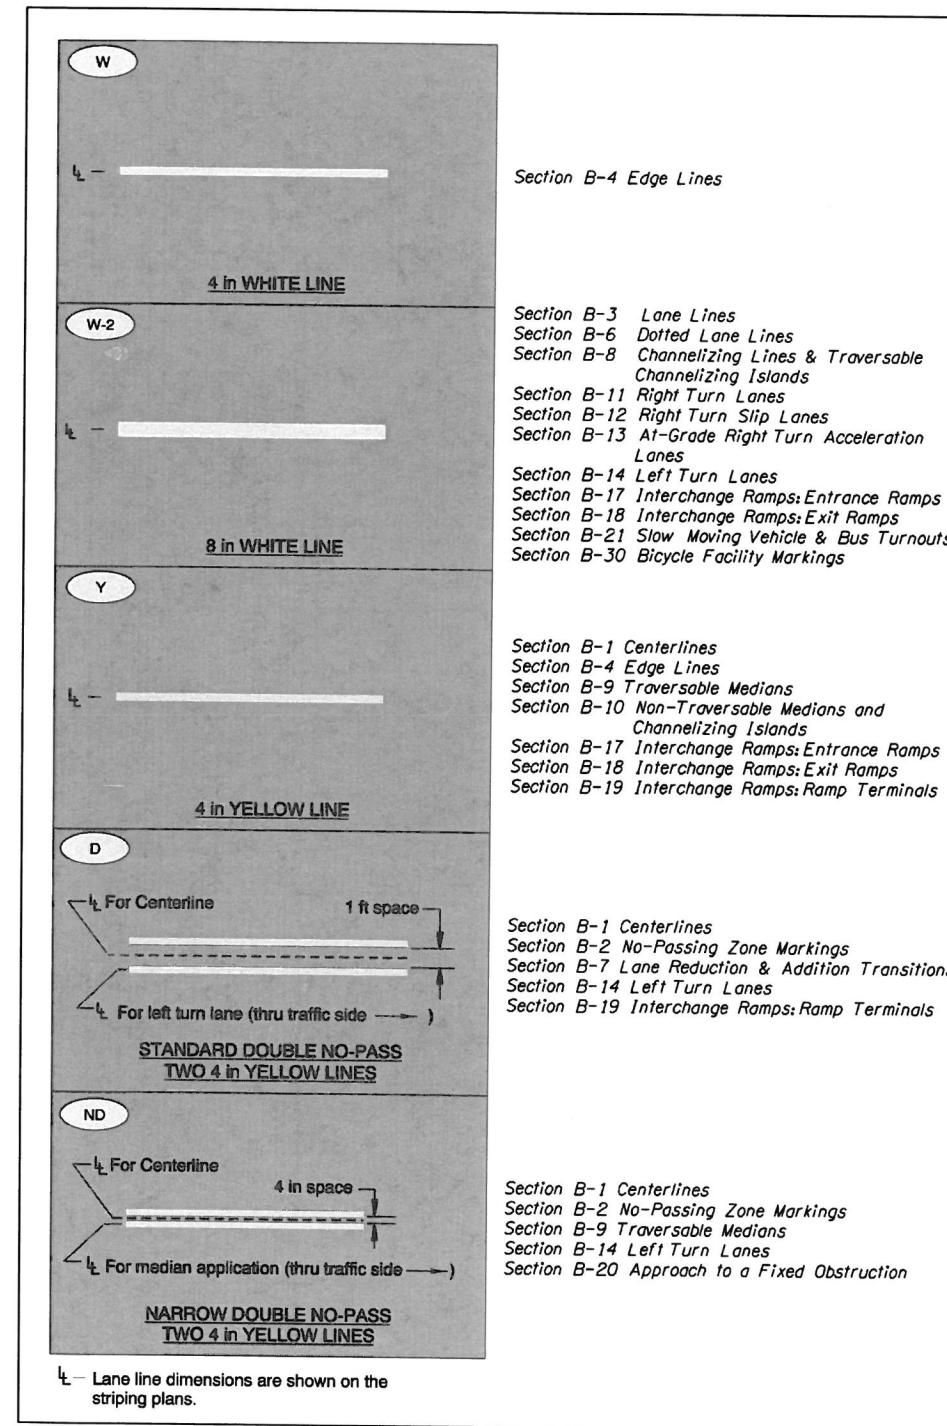 W
Ⱡ
4 in WHITE LINE
Section B-4 Edge Lines
W-2
Ⱡ
8 in WHITE LINE
Section B-3 Lane Lines
Section B-6 Dotted Lane Lines
Section B-8 Channelizing Lines & Traversable
Channelizing Islands
Section B-11 Right Turn Lanes
Section B-12 Right Turn Slip Lanes
Section B-13 At-Grade Right Turn Acceleration
Lanes
Section B-14 Left Turn Lanes
Section B-17 Interchange Ramps: Entrance Ramps
Section B-18 Interchange Ramps: Exit Ramps
Section B-21 Slow Moving Vehicle & Bus Turnouts
Section B-30 Bicycle Facility Markings
Y
Ⱡ
4 in YELLOW LINE
Section B-1 Centerlines
Section B-4 Edge Lines
Section B-9 Traversable Medians
Section B-10 Non-Traversable Medians and
Channelizing Islands
Section B-17 Interchange Ramps: Entrance Ramps
Section B-18 Interchange Ramps: Exit Ramps
Section B-19 Interchange Ramps: Ramp Terminals
D
Ⱡ For Centerline
1 ft space
Ⱡ For left turn lane (thru traffic side → )
STANDARD DOUBLE NO-PASS
TWO 4 in YELLOW LINES
Section B-1 Centerlines
Section B-2 No-Passing Zone Markings
Section B-7 Lane Reduction & Addition Transitions
Section B-14 Left Turn Lanes
Section B-19 Interchange Ramps: Ramp Terminals
ND
Ⱡ For Centerline
4 in space
Ⱡ For median application (thru traffic side → )
NARROW DOUBLE NO-PASS
TWO 4 in YELLOW LINES
Section B-1 Centerlines
Section B-2 No-Passing Zone Markings
Section B-9 Traversable Medians
Section B-14 Left Turn Lanes
Section B-20 Approach to a Fixed Obstruction
Ⱡ – Lane line dimensions are shown on the
striping plans.